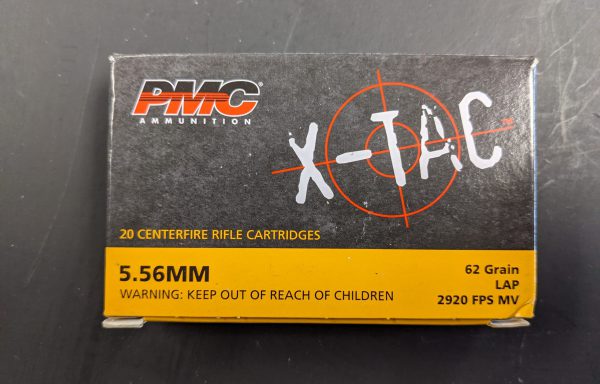 PMC
AMMUNITION
X-TAC
20 CENTERFIRE RIFLE CARTRIDGES
5.56MM
WARNING: KEEP OUT OF REACH OF CHILDREN
62 Grain
LAP
2920 FPS MV